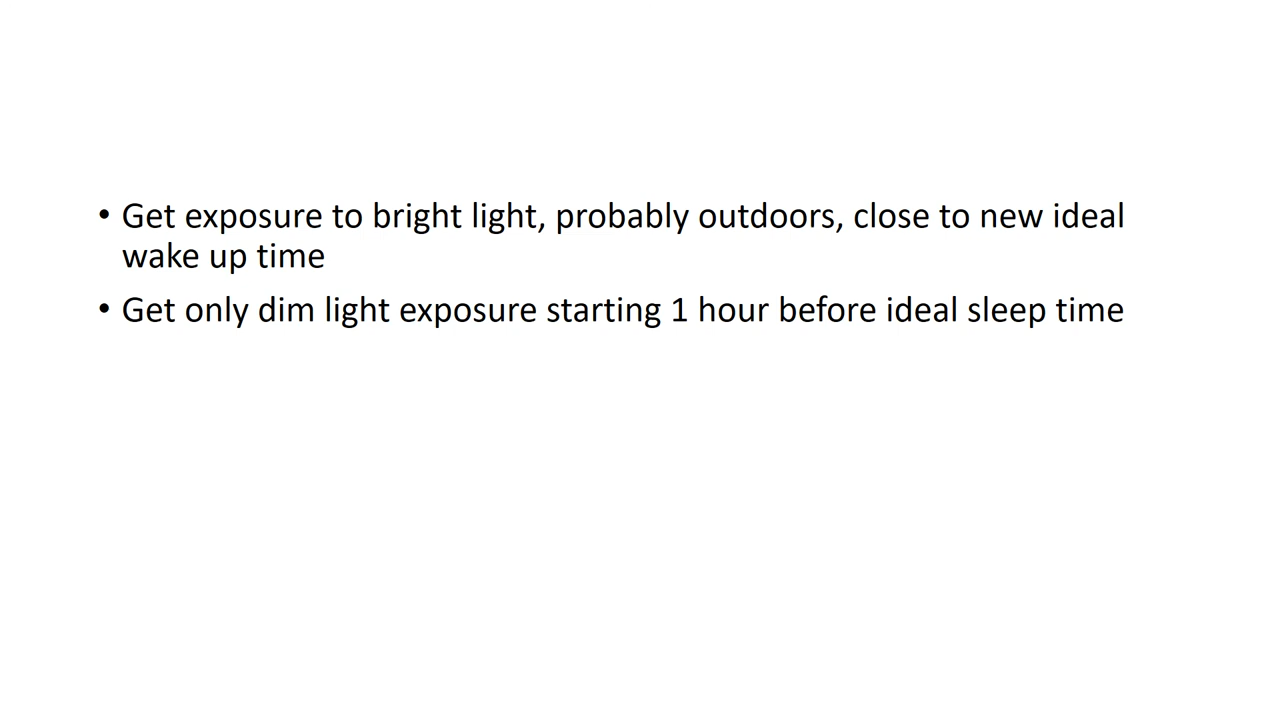 • Get exposure to bright light, probably outdoors, close to new ideal
wake up time
• Get only dim light exposure starting 1 hour before ideal sleep time